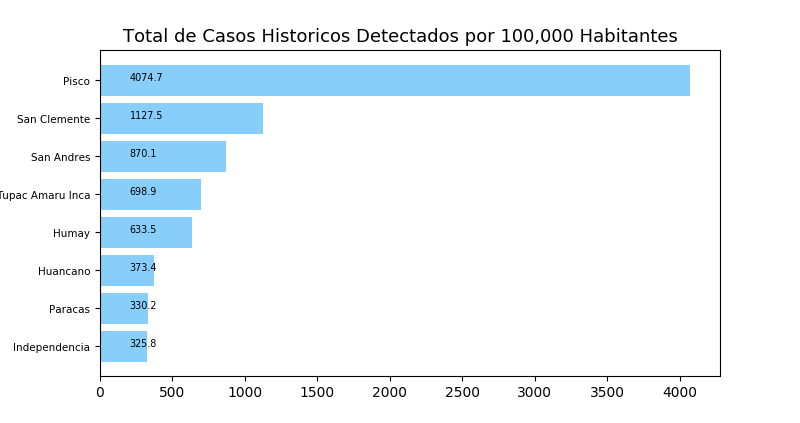 Total de Casos Historicos Detectados por 100,000 Habitantes
Pisco 4074.7
San Clemente 1127.5
San Andres 870.1
Tupac Amaru Inca 698.9
Humay 633.5
Huancano 373.4
Paracas 330.2
Independencia 325.8
0 500 1000 1500 2000 2500 3000 3500 4000